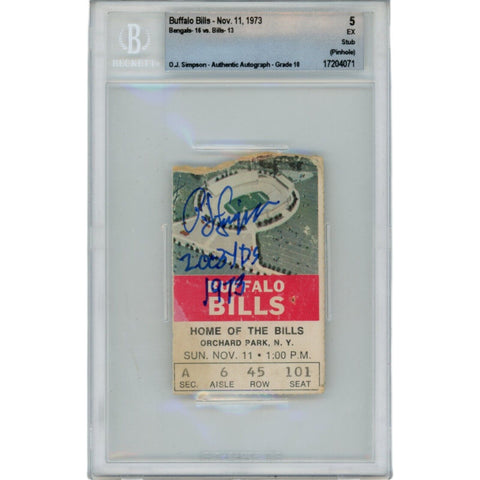 Buffalo Bills - Nov. 11, 1973
Bengals- 16 vs. Bills- 13
O.J. Simpson - Authentic Autograph - Grade 10
5
EX
Stub
(Pinhole)
17204071
B
BECKETT
O J Simpson
2003 yds
1973
BUFFALO
BILLS
HOME OF THE BILLS
ORCHARD PARK, N. Y.
SUN. NOV. 11 • 1:00 P.M.
A 6 45 101
SEC. AISLE ROW SEAT